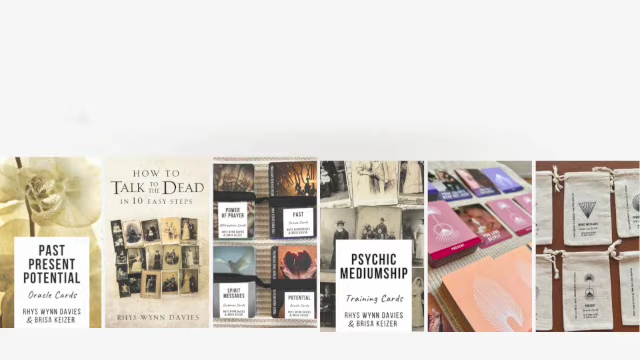 PAST
PRESENT
POTENTIAL
Oracle Cards
RHYS WYNN DAVIES
& BRISA KEIZER
HOW TO
TALK TO THE DEAD
IN 10 EASY STEPS
RHYS WYNN DAVIES
POWER
OF PRAYER
PAST
SPIRIT
MESSAGES
POTENTIAL
PSYCHIC
MEDIUMSHIP
Training Cards
RHYS WYNN DAVIES
& BRISA KEIZER
PRESENT